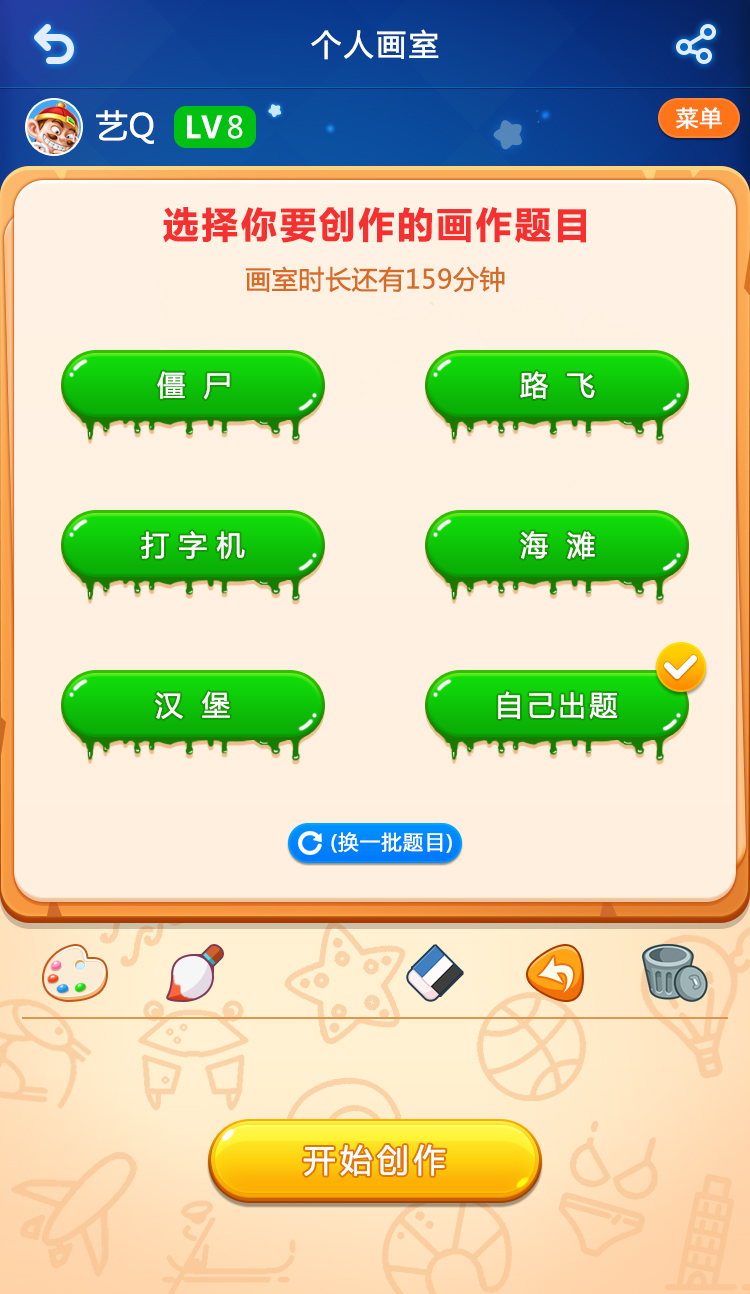 个人画室
艺Q LV8 菜单
选择你要创作的画作题目
画室时长还有159分钟
僵 尸 路 飞
打字机 海 滩
汉 堡 自己出题
(换一批题目)
开始创作